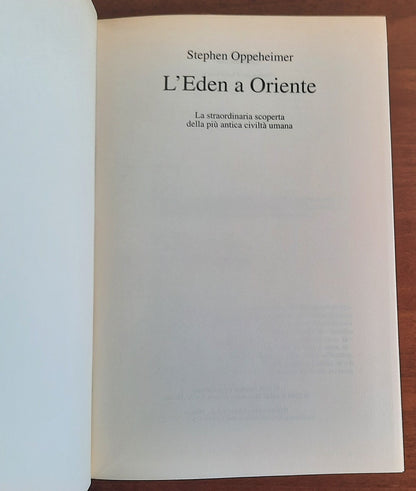 Stephen Oppeheimer
L'Eden a Oriente
La straordinaria scoperta
della più antica civiltà umana